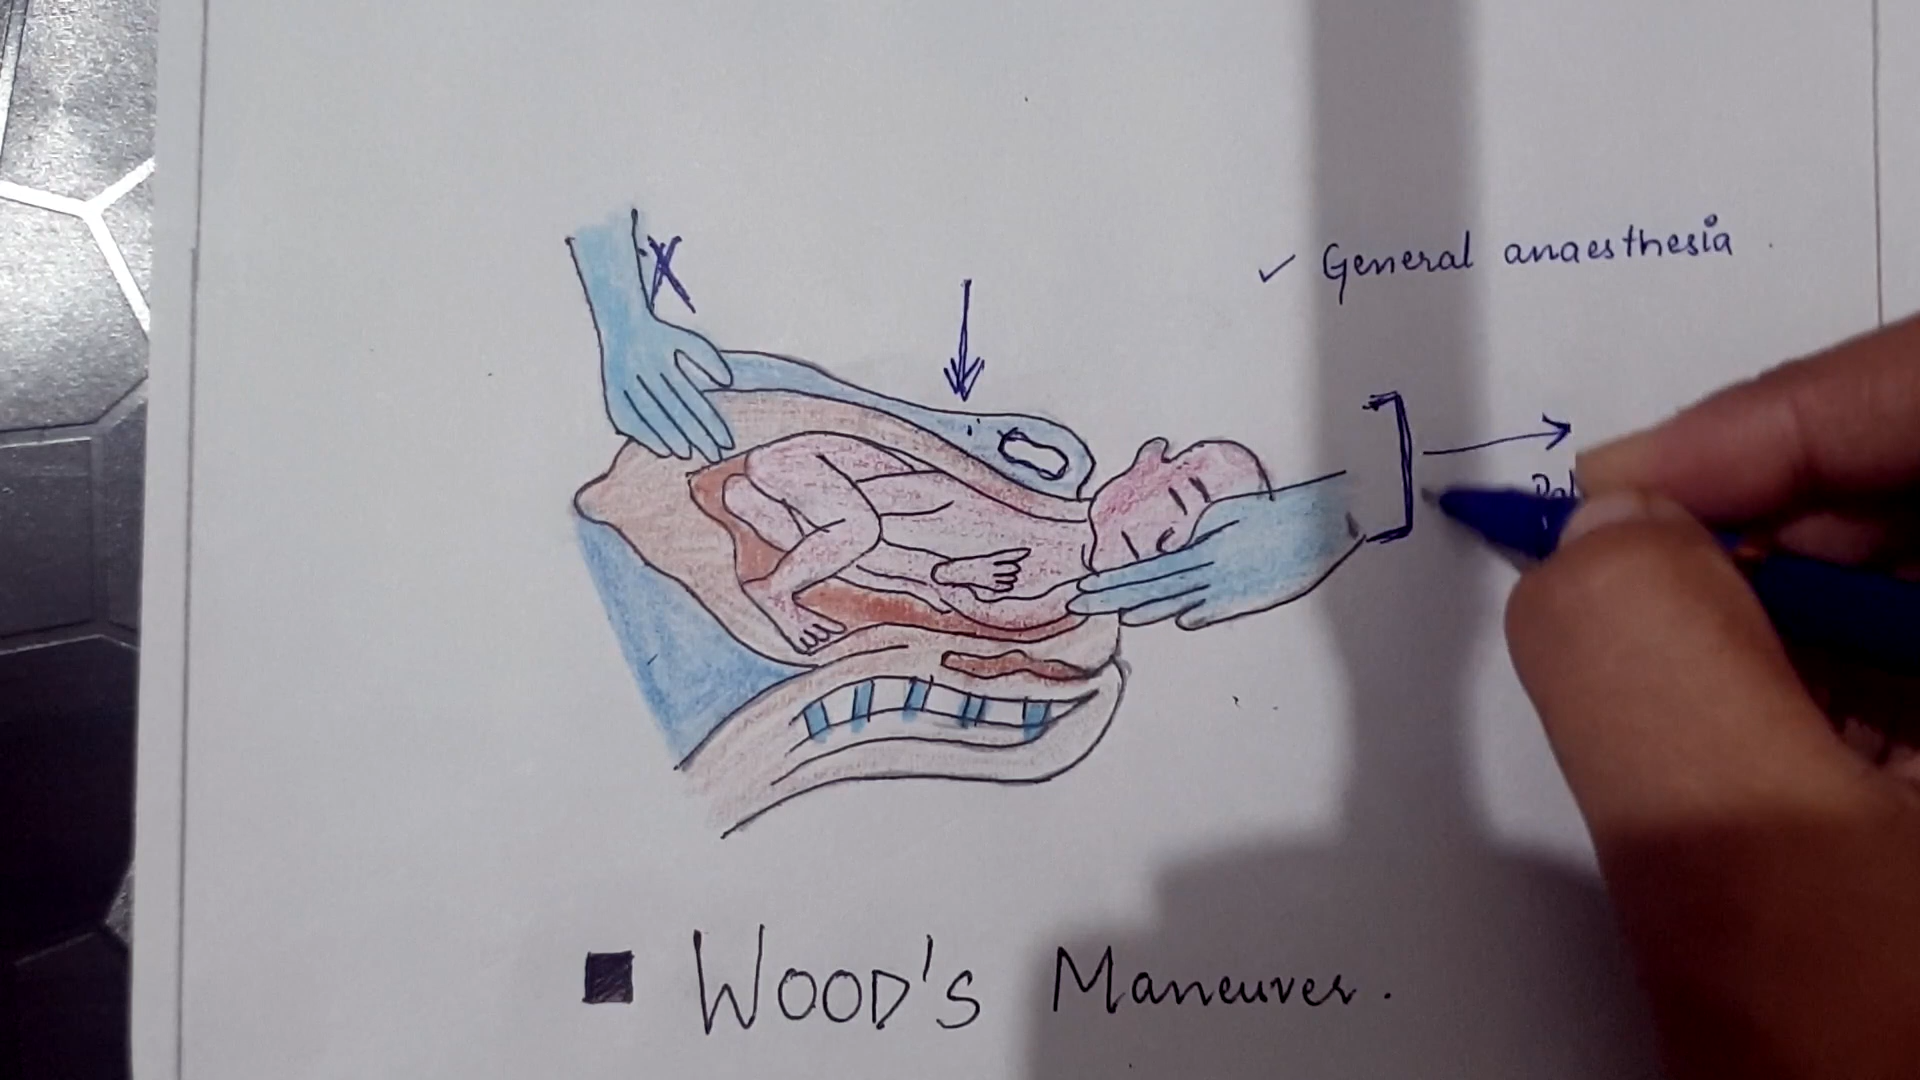 X
✓ General anaesthesia
■ WOOD'S Maneuver.